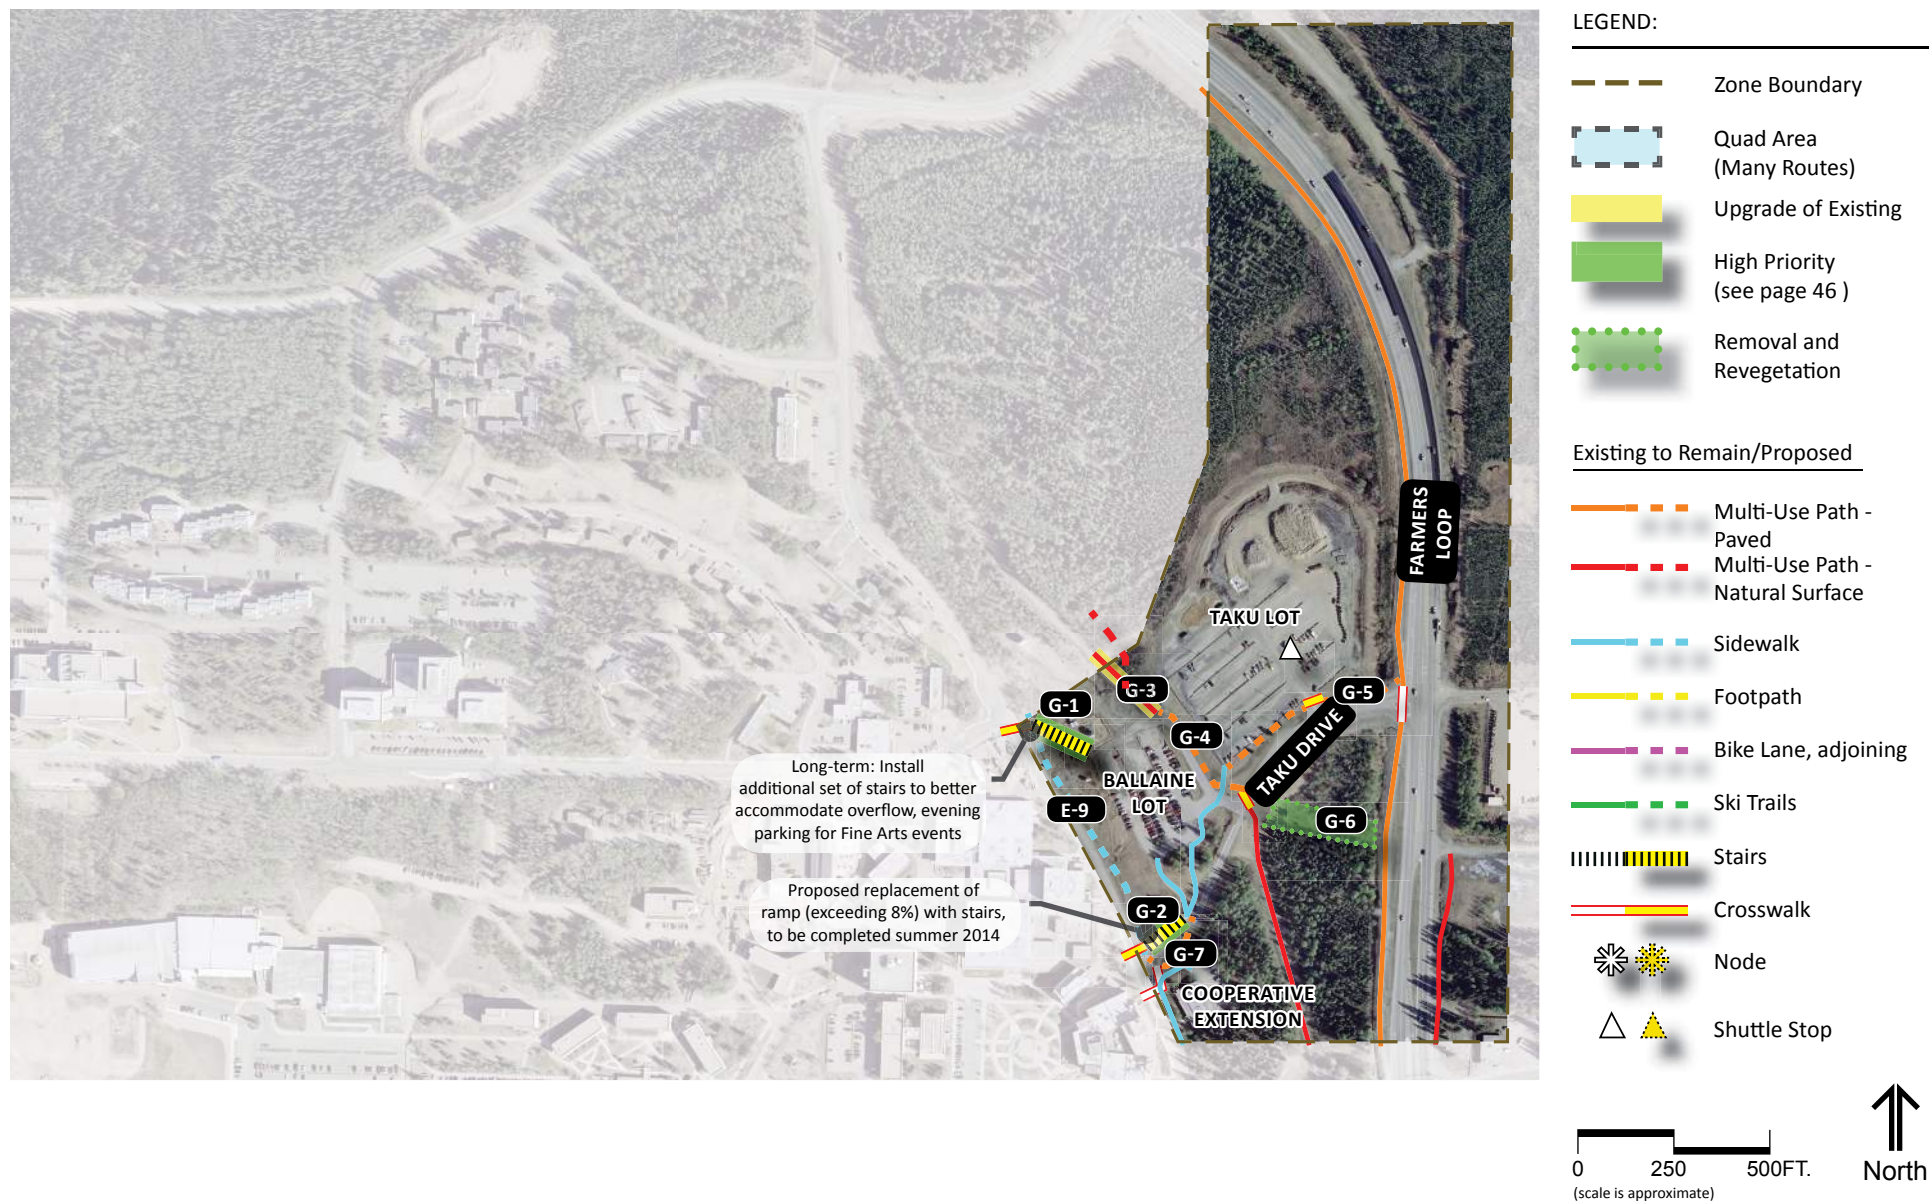 LEGEND:
Zone Boundary
Quad Area
(Many Routes)
Upgrade of Existing
High Priority
(see page 46 )
Removal and
Revegetation
Existing to Remain/Proposed
Multi-Use Path -
Paved
Multi-Use Path -
Natural Surface
Sidewalk
Footpath
Bike Lane, adjoining
Ski Trails
Stairs
Crosswalk
Node
Shuttle Stop
0 250 500FT.
(scale is approximate)
North
FARMERS
LOOP
TAKU LOT
G-3
G-5
G-1
G-4
TAKU DRIVE
Long-term: Install
additional set of stairs to better
accommodate overflow, evening
parking for Fine Arts events
BALLAINE
LOT
E-9
G-6
Proposed replacement of
ramp (exceeding 8%) with stairs,
to be completed summer 2014
G-2
G-7
COOPERATIVE
EXTENSION